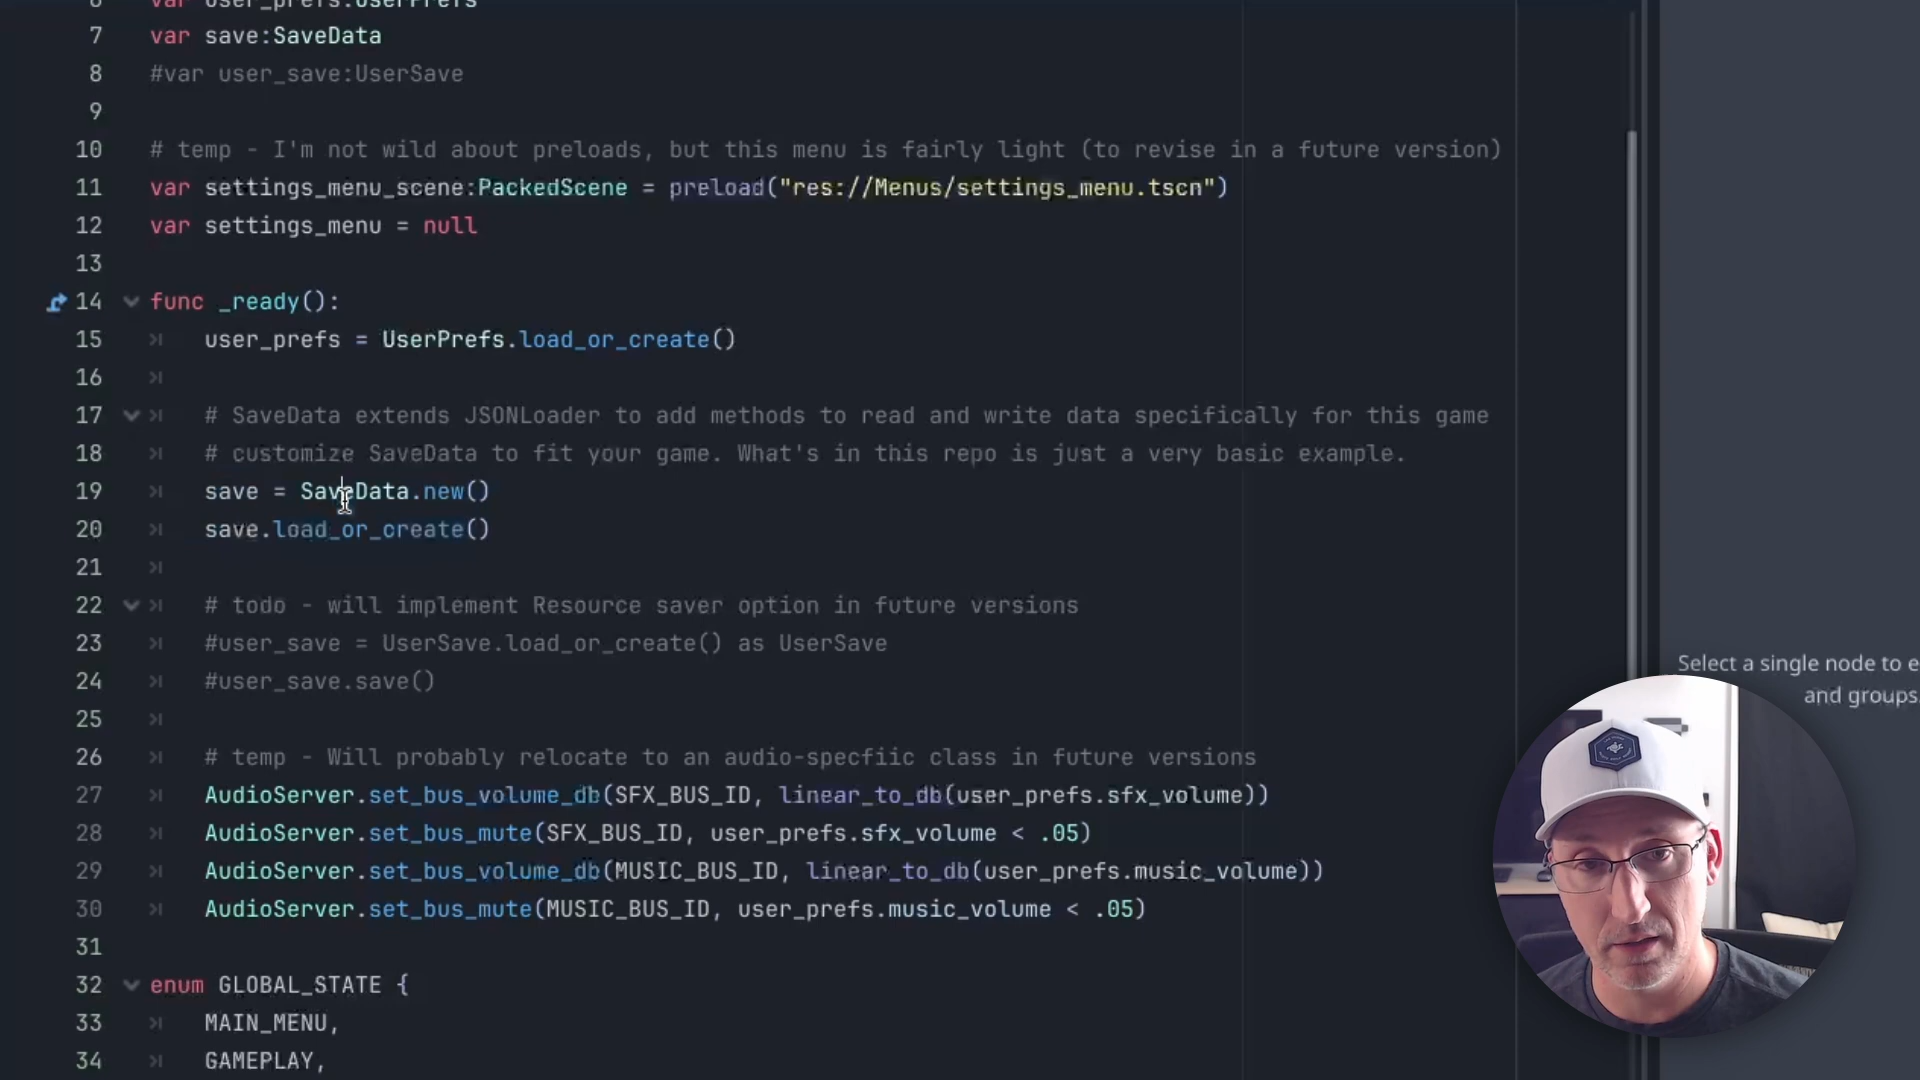 6 var user_prefs:UserPrefs
7 var save:SaveData
8 #var user_save:UserSave
9
10 # temp - I'm not wild about preloads, but this menu is fairly light (to revise in a future version)
11 var settings_menu_scene:PackedScene = preload("res://Menus/settings_menu.tscn")
12 var settings_menu = null
13
14 func _ready():
15 user_prefs = UserPrefs.load_or_create()
16
17 # SaveData extends JSONLoader to add methods to read and write data specifically for this game
18 # customize SaveData to fit your game. What's in this repo is just a very basic example.
19 save = SaveData.new()
20 save.load_or_create()
21
22 # todo - will implement Resource saver option in future versions
23 #user_save = UserSave.load_or_create() as UserSave
24 #user_save.save()
25
26 # temp - Will probably relocate to an audio-specfiic class in future versions
27 AudioServer.set_bus_volume_db(SFX_BUS_ID, linear_to_db(user_prefs.sfx_volume))
28 AudioServer.set_bus_mute(SFX_BUS_ID, user_prefs.sfx_volume < .05)
29 AudioServer.set_bus_volume_db(MUSIC_BUS_ID, linear_to_db(user_prefs.music_volume))
30 AudioServer.set_bus_mute(MUSIC_BUS_ID, user_prefs.music_volume < .05)
31
32 enum GLOBAL_STATE {
33 MAIN_MENU,
34 GAMEPLAY,
Select a single node to e
and groups.